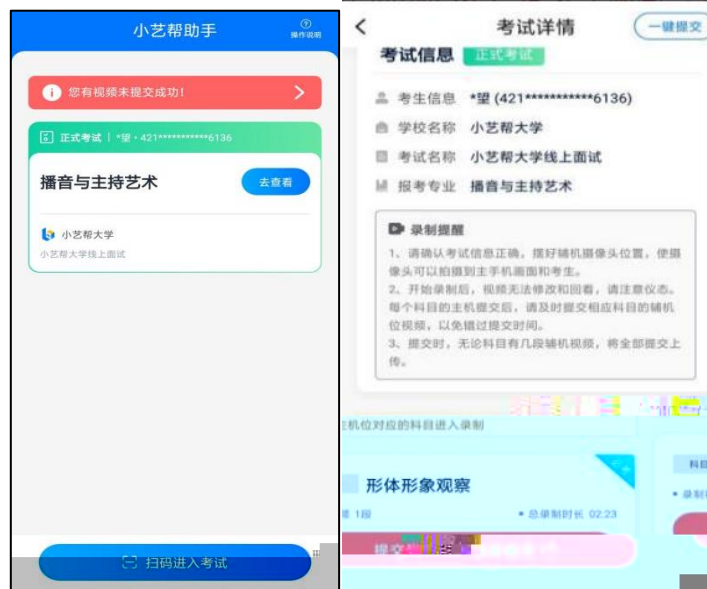 小艺帮助手
操作说明
您有视频未提交成功!
正式考试 | *望·421***********6136
播音与主持艺术
去查看
小艺帮大学
小艺帮大学线上面试
扫码进入考试
考试详情
一键提交
考试信息 正式考试
考生信息 *望 (421***********6136)
学校名称 小艺帮大学
考试名称 小艺帮大学线上面试
报考专业 播音与主持艺术
录制提醒
1、请确认考试信息正确，摆好辅机摄像头位置，使摄
像头可以拍摄到主手机画面和考生。
2、开始录制后，视频无法修改和回看，请注意仪态。
每个科目的主机提交后，请及时提交相应科目的辅机
位视频，以免错过提交时间。
3、提交时，无论科目有几段辅机视频，将全部提交上
传。
机位对应的科目进入录制
形体形象观察
1段
• 总录制时长 02:23
提交
科目